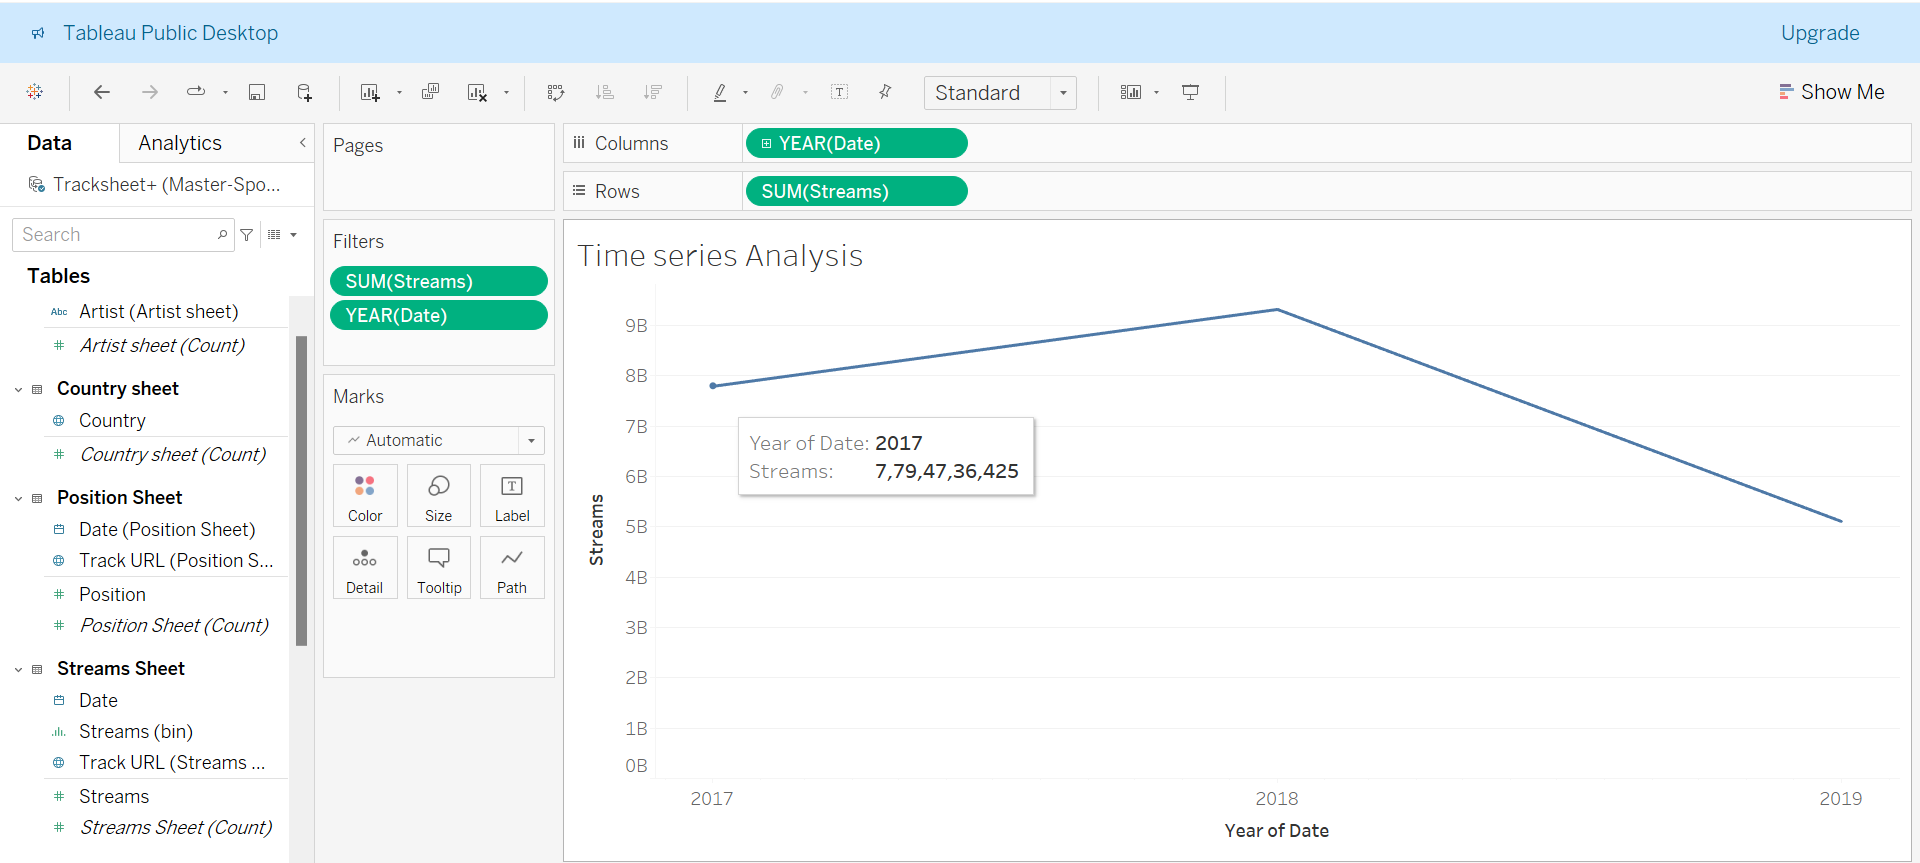 Tableau Public Desktop
Upgrade
Standard
Show Me
Data
Analytics
Tracksheet+ (Master-Spo...
Search
Tables
Abc Artist (Artist sheet)
# Artist sheet (Count)
Country sheet
Country
# Country sheet (Count)
Position Sheet
Date (Position Sheet)
Track URL (Position S...
# Position
# Position Sheet (Count)
Streams Sheet
Date
Streams (bin)
Track URL (Streams ...
# Streams
# Streams Sheet (Count)
Pages
Filters
SUM(Streams)
YEAR(Date)
Marks
Automatic
Color
Size
T
Label
Detail
Tooltip
Path
Columns
YEAR(Date)
Rows
SUM(Streams)
Time series Analysis
9B
8B
7B
6B
5B
4B
3B
2B
1B
0B
Streams
Year of Date: 2017
Streams: 7,79,47,36,425
2017
2018
2019
Year of Date